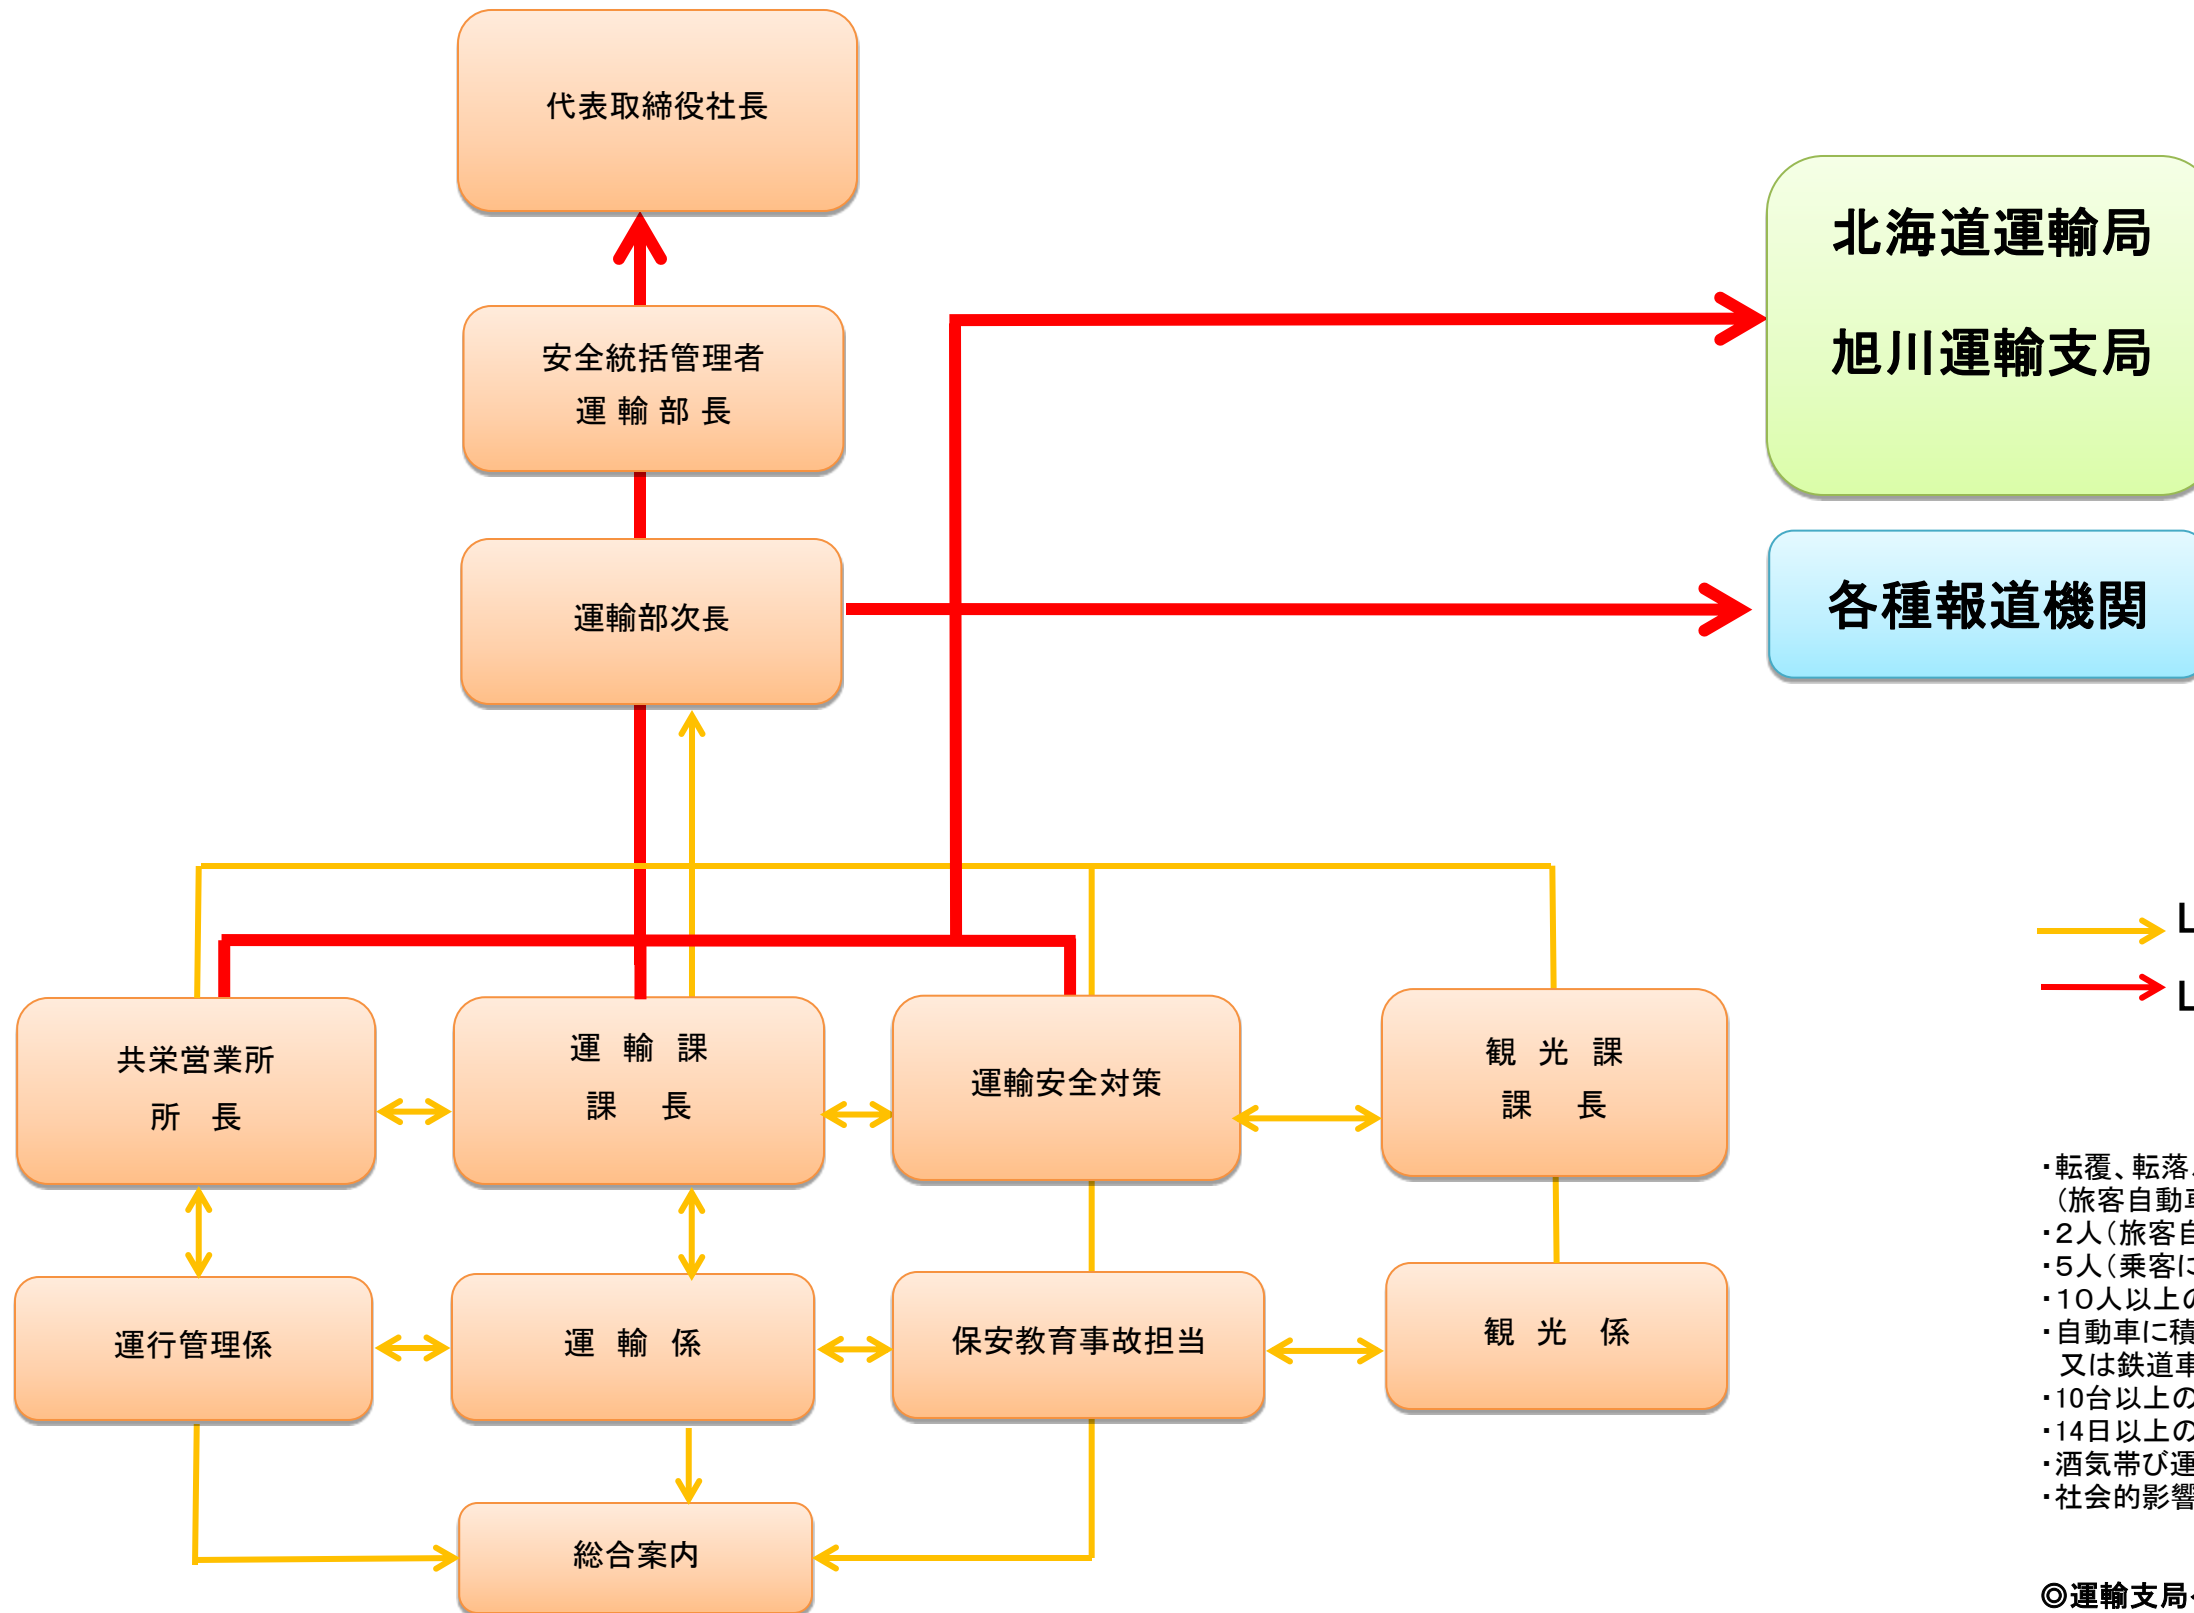 代表取締役社長
北海道運輸局
旭川運輸支局
安全統括管理者
運 輸 部 長
運輸部次長
各種報道機関
L
L
共栄営業所
所 長
運 輸 課
課 長
運輸安全対策
観 光 課
課 長
運行管理係
運 輸 係
保安教育事故担当
観 光 係
総合案内
・転覆、転落
（旅客自動
・2人（旅客
・5人（乗客に
・10人以上の
・自動車に積
又は鉄道車
・10台以上の
・14日以上の
・酒気帯び運
・社会的影響
◎運輸支局